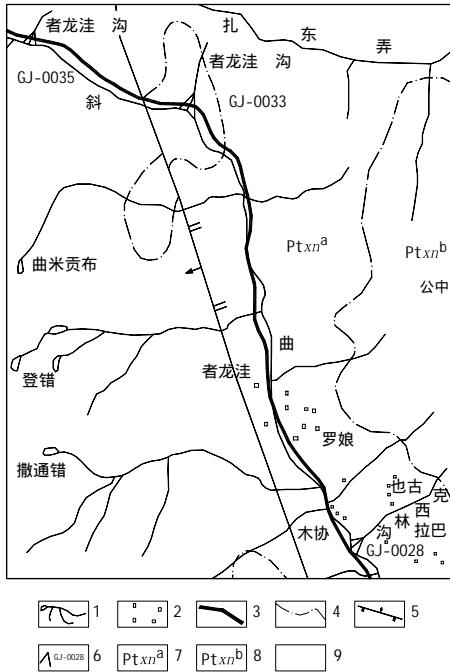 者龙洼 沟
扎 东 弄
者龙洼 沟
GJ-0035
GJ-0033
斜
Ptxnᵃ
Ptxnᵇ
曲米贡布
公中
曲
者龙洼
登错
罗娘
撒通错
也古
克
西
林
拉巴
木协
沟
GJ-0028
1 2 3 4 5
GJ-0028 6 Ptxnᵃ 7 Ptxnᵇ 8 9